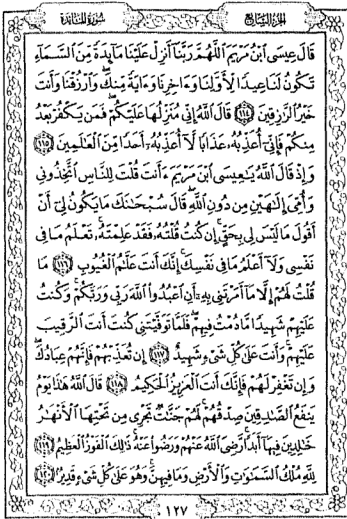 الجزء السابع
سورة المائدة
قَالَ عِيسَى ٱبْنُ مَرْيَمَ ٱللَّهُمَّ رَبَّنَآ أَنزِلْ عَلَيْنَا مَآئِدَةً مِّنَ ٱلسَّمَآءِ
تَكُونُ لَنَا عِيدًا لِّأَوَّلِنَا وَءَاخِرِنَا وَءَايَةً مِّنكَ وَٱرْزُقْنَا وَأَنتَ
خَيْرُ ٱلرَّٰزِقِينَ ١١٤ قَالَ ٱللَّهُ إِنِّى مُنَزِّلُهَا عَلَيْكُمْ فَمَن يَكْفُرْ بَعْدُ
مِنكُمْ فَإِنِّىٓ أُعَذِّبُهُۥ عَذَابًا لَّآ أُعَذِّبُهُۥٓ أَحَدًا مِّنَ ٱلْعَٰلَمِينَ ١١٥
وَإِذْ قَالَ ٱللَّهُ يَٰعِيسَى ٱبْنَ مَرْيَمَ ءَأَنتَ قُلْتَ لِلنَّاسِ ٱتَّخِذُونِى
وَأُمِّىَ إِلَٰهَيْنِ مِن دُونِ ٱللَّهِ قَالَ سُبْحَٰنَكَ مَا يَكُونُ لِىٓ أَنْ
أَقُولَ مَا لَيْسَ لِى بِحَقٍّ إِن كُنتُ قُلْتُهُۥ فَقَدْ عَلِمْتَهُۥ تَعْلَمُ مَا فِى
نَفْسِى وَلَآ أَعْلَمُ مَا فِى نَفْسِكَ إِنَّكَ أَنتَ عَلَّٰمُ ٱلْغُيُوبِ ١١٦ مَا
قُلْتُ لَهُمْ إِلَّا مَآ أَمَرْتَنِى بِهِۦٓ أَنِ ٱعْبُدُوا۟ ٱللَّهَ رَبِّى وَرَبَّكُمْ وَكُنتُ
عَلَيْهِمْ شَهِيدًا مَّا دُمْتُ فِيهِمْ فَلَمَّا تَوَفَّيْتَنِى كُنتَ أَنتَ ٱلرَّقِيبَ
عَلَيْهِمْ وَأَنتَ عَلَىٰ كُلِّ شَىْءٍ شَهِيدٌ ١١٧ إِن تُعَذِّبْهُمْ فَإِنَّهُمْ عِبَادُكَ
وَإِن تَغْفِرْ لَهُمْ فَإِنَّكَ أَنتَ ٱلْعَزِيزُ ٱلْحَكِيمُ ١١٨ قَالَ ٱللَّهُ هَٰذَا يَوْمُ
يَنفَعُ ٱلصَّٰدِقِينَ صِدْقُهُمْ لَهُمْ جَنَّٰتٌ تَجْرِى مِن تَحْتِهَا ٱلْأَنْهَٰرُ
خَٰلِدِينَ فِيهَآ أَبَدًا رَّضِىَ ٱللَّهُ عَنْهُمْ وَرَضُوا۟ عَنْهُ ذَٰلِكَ ٱلْفَوْزُ ٱلْعَظِيمُ ١١٩
لِلَّهِ مُلْكُ ٱلسَّمَٰوَٰتِ وَٱلْأَرْضِ وَمَا فِيهِنَّ وَهُوَ عَلَىٰ كُلِّ شَىْءٍ قَدِيرٌ ١٢٠
١٢٧